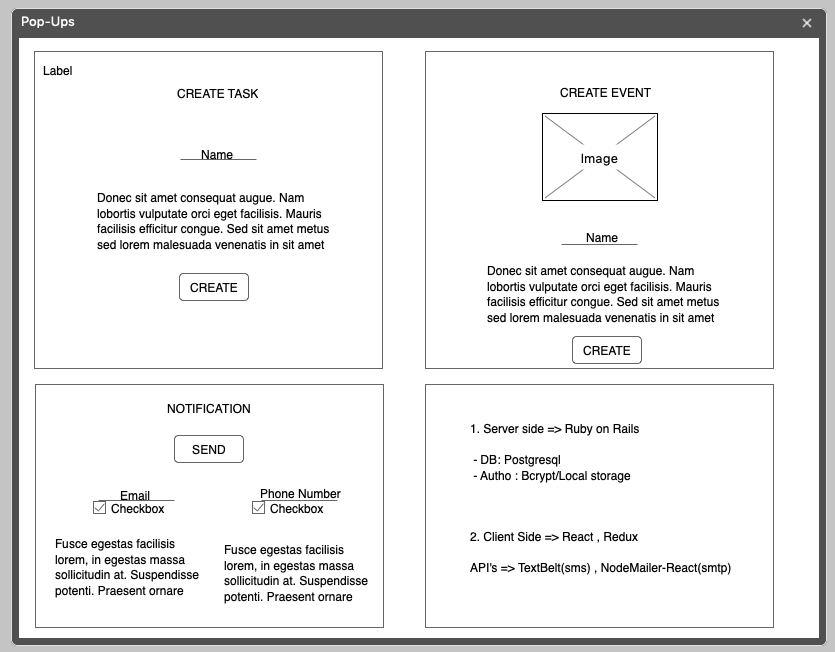 Pop-Ups
Label
CREATE TASK
Name
Donec sit amet consequat augue. Nam
lobortis vulputate orci eget facilisis. Mauris
facilisis efficitur congue. Sed sit amet metus
sed lorem malesuada venenatis in sit amet
CREATE
CREATE EVENT
Image
Name
Donec sit amet consequat augue. Nam
lobortis vulputate orci eget facilisis. Mauris
facilisis efficitur congue. Sed sit amet metus
sed lorem malesuada venenatis in sit amet
CREATE
NOTIFICATION
SEND
Email
Checkbox
Fusce egestas facilisis
lorem, in egestas massa
sollicitudin at. Suspendisse
potenti. Praesent ornare
Phone Number
Checkbox
Fusce egestas facilisis
lorem, in egestas massa
sollicitudin at. Suspendisse
potenti. Praesent ornare
1. Server side => Ruby on Rails
- DB: Postgresql
- Autho : Bcrypt/Local storage
2. Client Side => React , Redux
API's => TextBelt(sms) , NodeMailer-React(smtp)